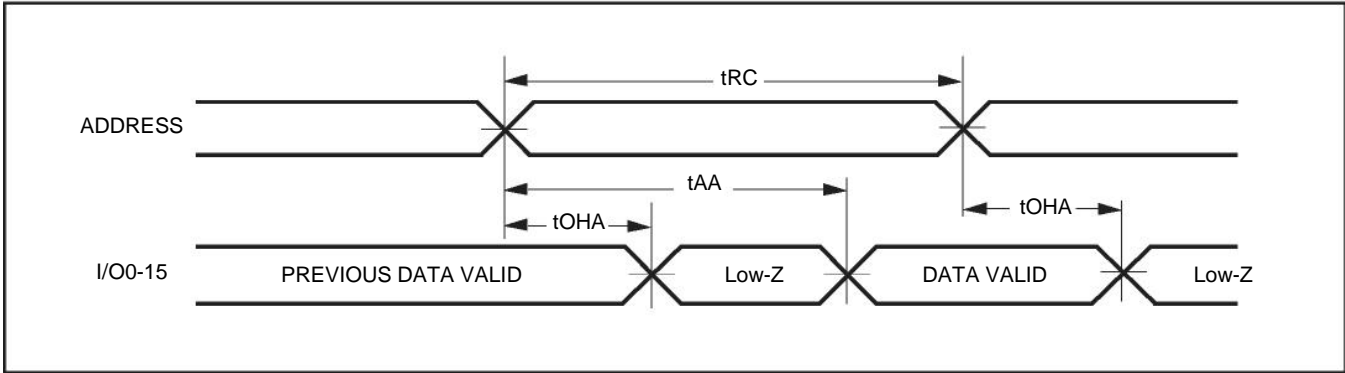 tRC
ADDRESS
tAA
tOHA
tOHA
I/O0-15
PREVIOUS DATA VALID
Low-Z
DATA VALID
Low-Z